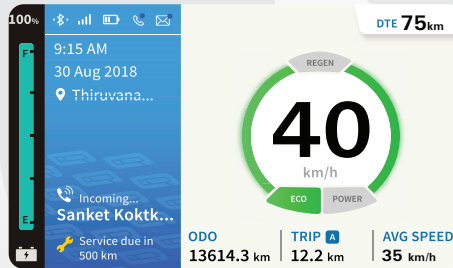 100%
F
E
9:15 AM
30 Aug 2018
Thiruvana...
Incoming...
Sanket Koktk...
Service due in
500 km
DTE 75km
REGEN
40
km/h
ECO
POWER
ODO
13614.3 km
TRIP A
12.2 km
AVG SPEED
35 km/h